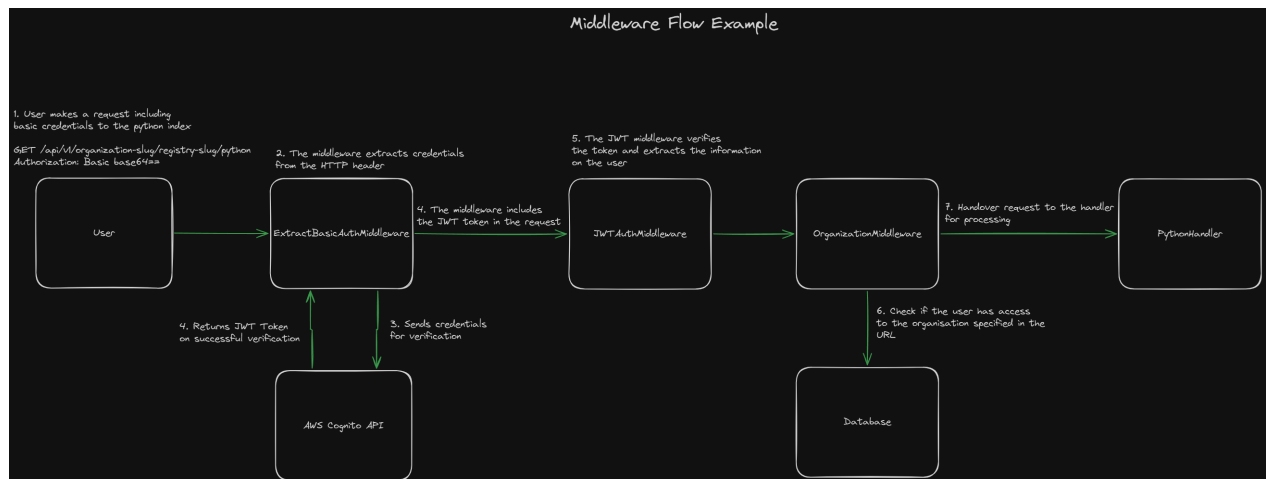 Middleware Flow Example
1. User makes a request including
basic credentials to the python index
GET /api/v1/organization-slug/registry-slug/python
Authorization: Basic base64==
User
2. The middleware extracts credentials
from the HTTP header
ExtractBasicAuthMiddleware
4. Returns JWT Token
on successful verification
3. Sends credentials
for verification
AWS Cognito API
4. The middleware includes
the JWT token in the request
5. The JWT middleware verifies
the token and extracts the information
on the user
JWTAuthMiddleware
OrganizationMiddleware
6. Check if the user has access
to the organisation specified in the
URL
Database
7. Handover request to the handler
for processing
PythonHandler